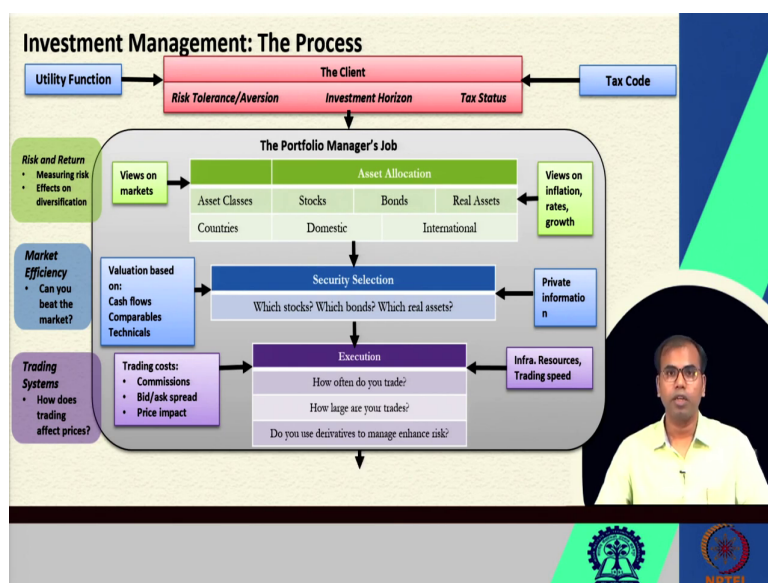 Investment Management: The Process
Utility Function
The Client
Risk Tolerance/Aversion Investment Horizon Tax Status
Tax Code
The Portfolio Manager's Job
Risk and Return
• Measuring risk
• Effects on
diversification
Views on
markets
Asset Allocation
Asset Classes Stocks Bonds Real Assets
Countries Domestic International
Views on
inflation,
rates,
growth
Market
Efficiency
• Can you
beat the
market?
Valuation based
on:
Cash flows
Comparables
Technicals
Security Selection
Which stocks? Which bonds? Which real assets?
Private
informatio
n
Trading
Systems
• How does
trading
affect prices?
Trading costs:
• Commissions
• Bid/ask spread
• Price impact
Execution
How often do you trade?
How large are your trades?
Do you use derivatives to manage enhance risk?
Infra. Resources,
Trading speed
NPTEL